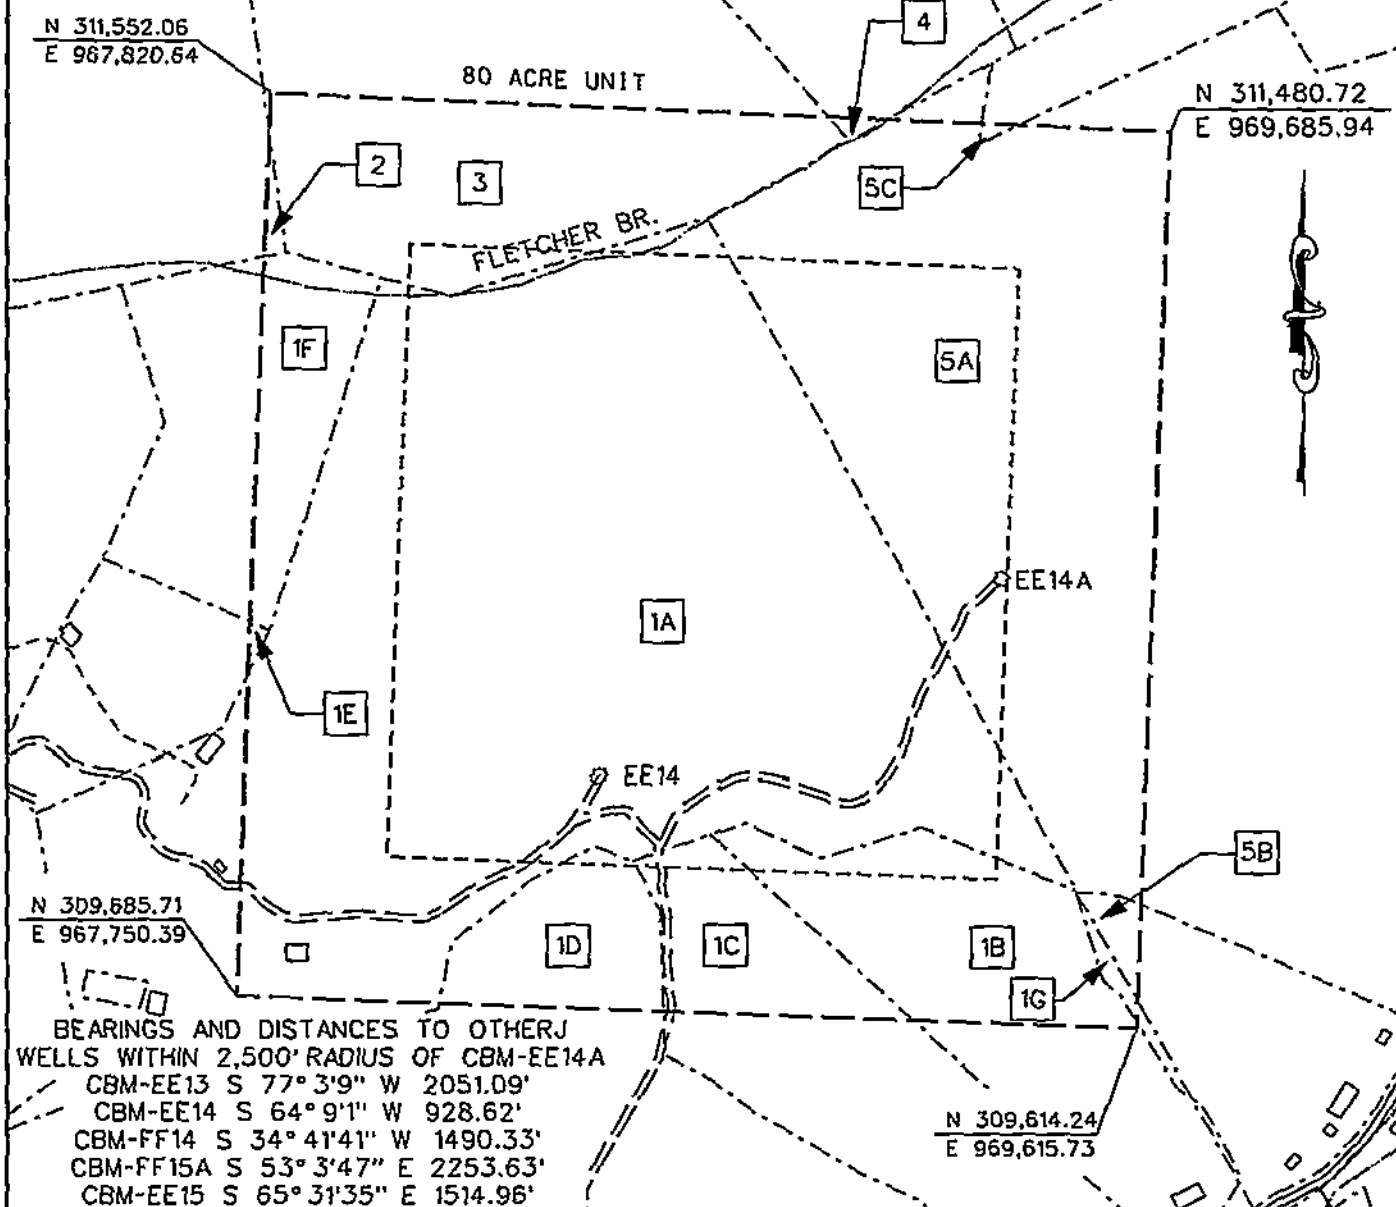 N 311,552.06
E 967,820.64
4
80 ACRE UNIT
N 311,480.72
E 969,685.94
2
3
5C
FLETCHER BR.
1F
5A
EE14A
1A
1E
EE14
5B
N 309,685.71
E 967,750.39
1D
1C
1B
1G
BEARINGS AND DISTANCES TO OTHERJ
WELLS WITHIN 2,500' RADIUS OF CBM-EE14A
CBM-EE13 S 77° 3'9" W 2051.09'
CBM-EE14 S 64° 9'1" W 928.62'
CBM-FF14 S 34° 41'41" W 1490.33'
CBM-FF15A S 53° 3'47" E 2253.63'
CBM-EE15 S 65° 31'35" E 1514.96'
N 309,614.24
E 969,615.73